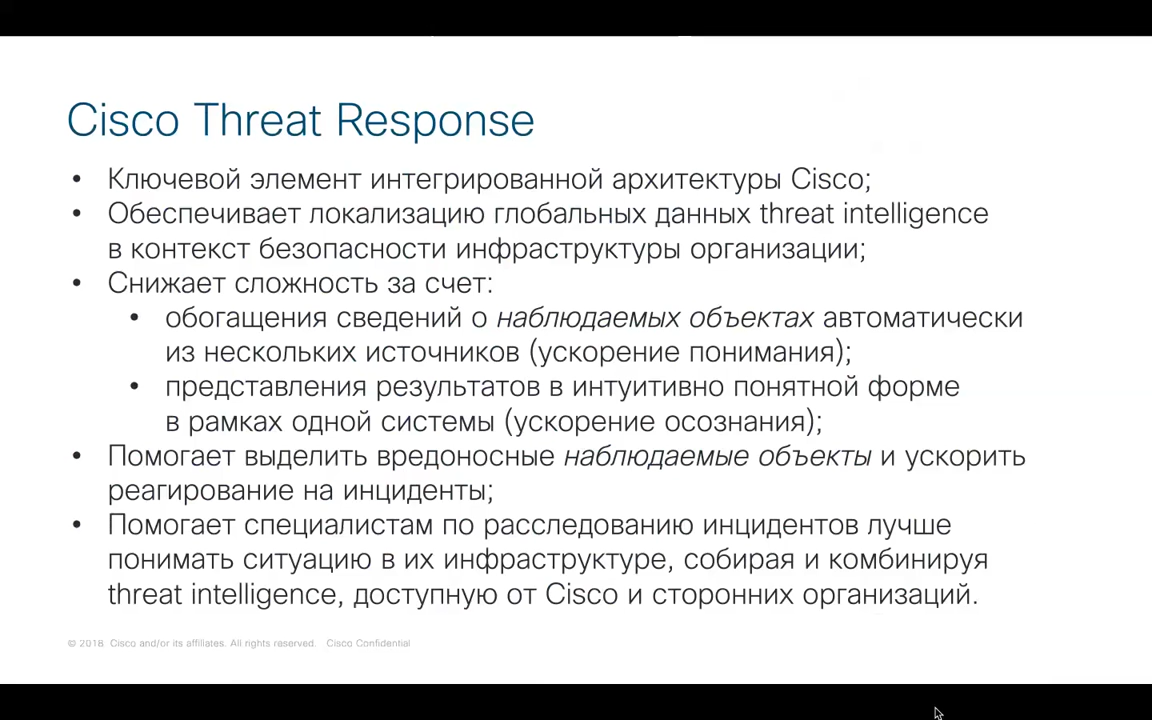 Cisco Threat Response
• Ключевой элемент интегрированной архитектуры Cisco;
• Обеспечивает локализацию глобальных данных threat intelligence
в контекст безопасности инфраструктуры организации;
• Снижает сложность за счет:
• обогащения сведений о наблюдаемых объектах автоматически
из нескольких источников (ускорение понимания);
• представления результатов в интуитивно понятной форме
в рамках одной системы (ускорение осознания);
• Помогает выделить вредоносные наблюдаемые объекты и ускорить
реагирование на инциденты;
• Помогает специалистам по расследованию инцидентов лучше
понимать ситуацию в их инфраструктуре, собирая и комбинируя
threat intelligence, доступную от Cisco и сторонних организаций.
© 2018 Cisco and/or its affiliates. All rights reserved. Cisco Confidential